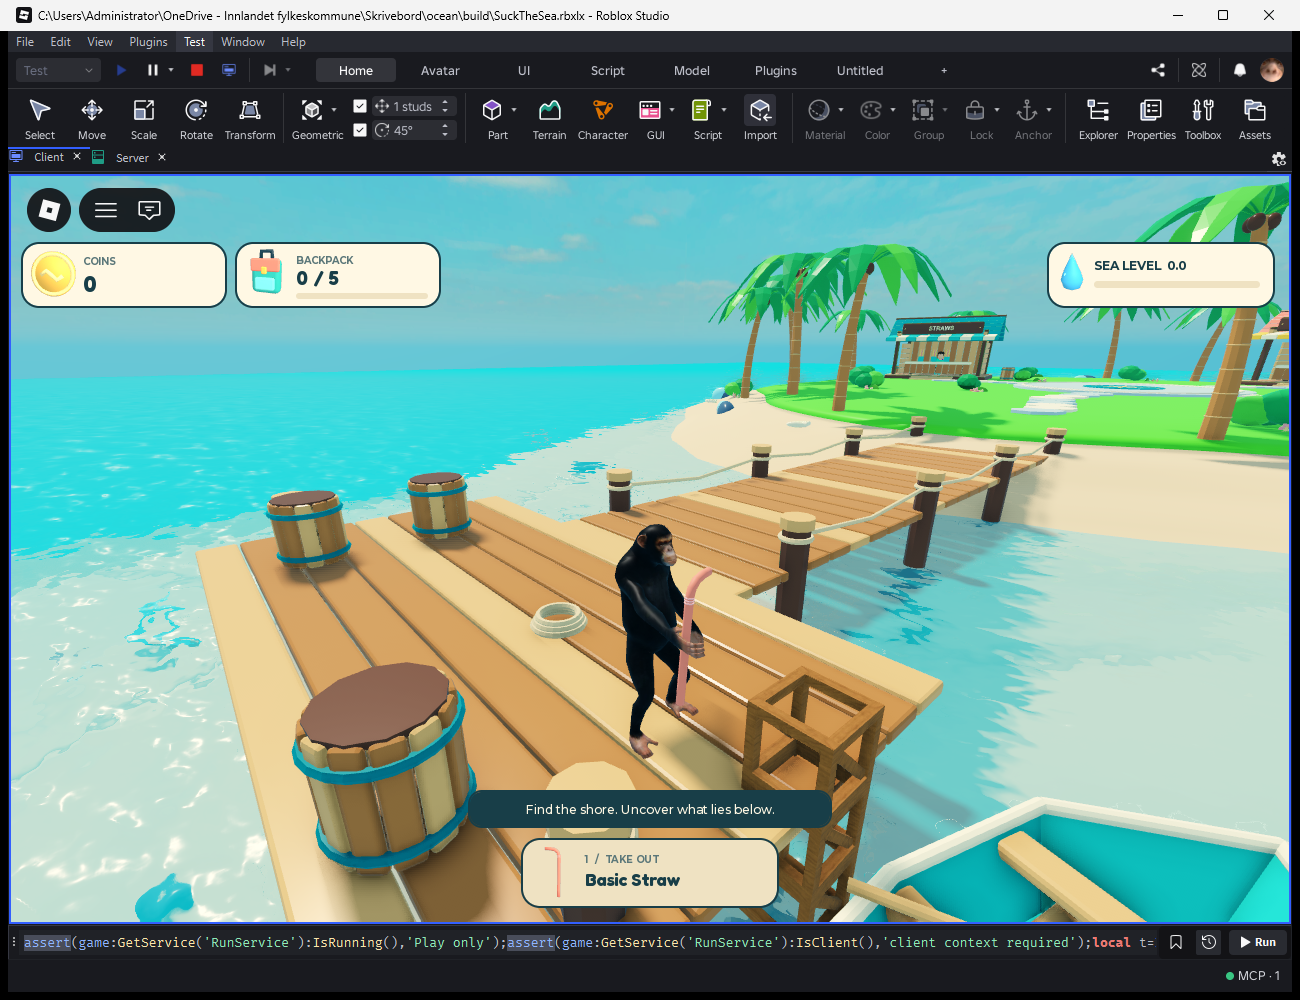 C:\Users\Administrator\OneDrive - Innlandet fylkeskommune\Skrivebord\ocean\build\SuckTheSea.rbxlx - Roblox Studio
File Edit View Plugins Test Window Help
Test Home Avatar UI Script Model Plugins Untitled +
1 studs
45°
Select Move Scale Rotate Transform Geometric Part Terrain Character GUI Script Import Material Color Group Lock Anchor Explorer Properties Toolbox Assets
Client Server
COINS
0
BACKPACK
0 / 5
SEA LEVEL 0.0
STRAWS
Find the shore. Uncover what lies below.
1 / TAKE OUT
Basic Straw
assert(game:GetService('RunService'):IsRunning(),'Play only');assert(game:GetService('RunService'):IsClient(),'client context required');local t=
Run
MCP · 1